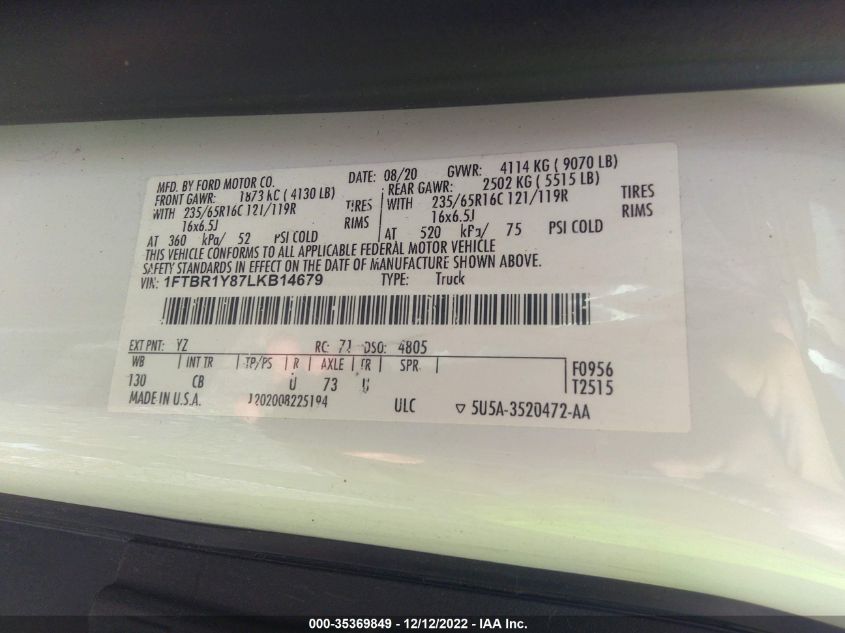 MFD. BY FORD MOTOR CO. DATE: 08/20 GVWR: 4114 KG ( 9070 LB)
FRONT GAWR: 1873 KG ( 4130 LB) REAR GAWR: 2502 KG ( 5515 LB)
WITH 235/65R16C 121/119R TIRES WITH 235/65R16C 121/119R TIRES
16x6.5J RIMS 16x6.5J RIMS
AT 360 kPa/ 52 PSI COLD AT 520 kPa/ 75 PSI COLD
THIS VEHICLE CONFORMS TO ALL APPLICABLE FEDERAL MOTOR VEHICLE
SAFETY STANDARDS IN EFFECT ON THE DATE OF MANUFACTURE SHOWN ABOVE.
VIN: 1FTBR1Y87LKB14679 TYPE: Truck
EXT PNT: YZ RC: 71 DSO: 4805
WB | INT TR | TP/PS | R | AXLE | TR | SPR | F0956
130 CB U 73 T2515
MADE IN U.S.A. J202008225194 ULC ▽ 5U5A-3520472-AA
000-35369849 - 12/12/2022 - IAA Inc.